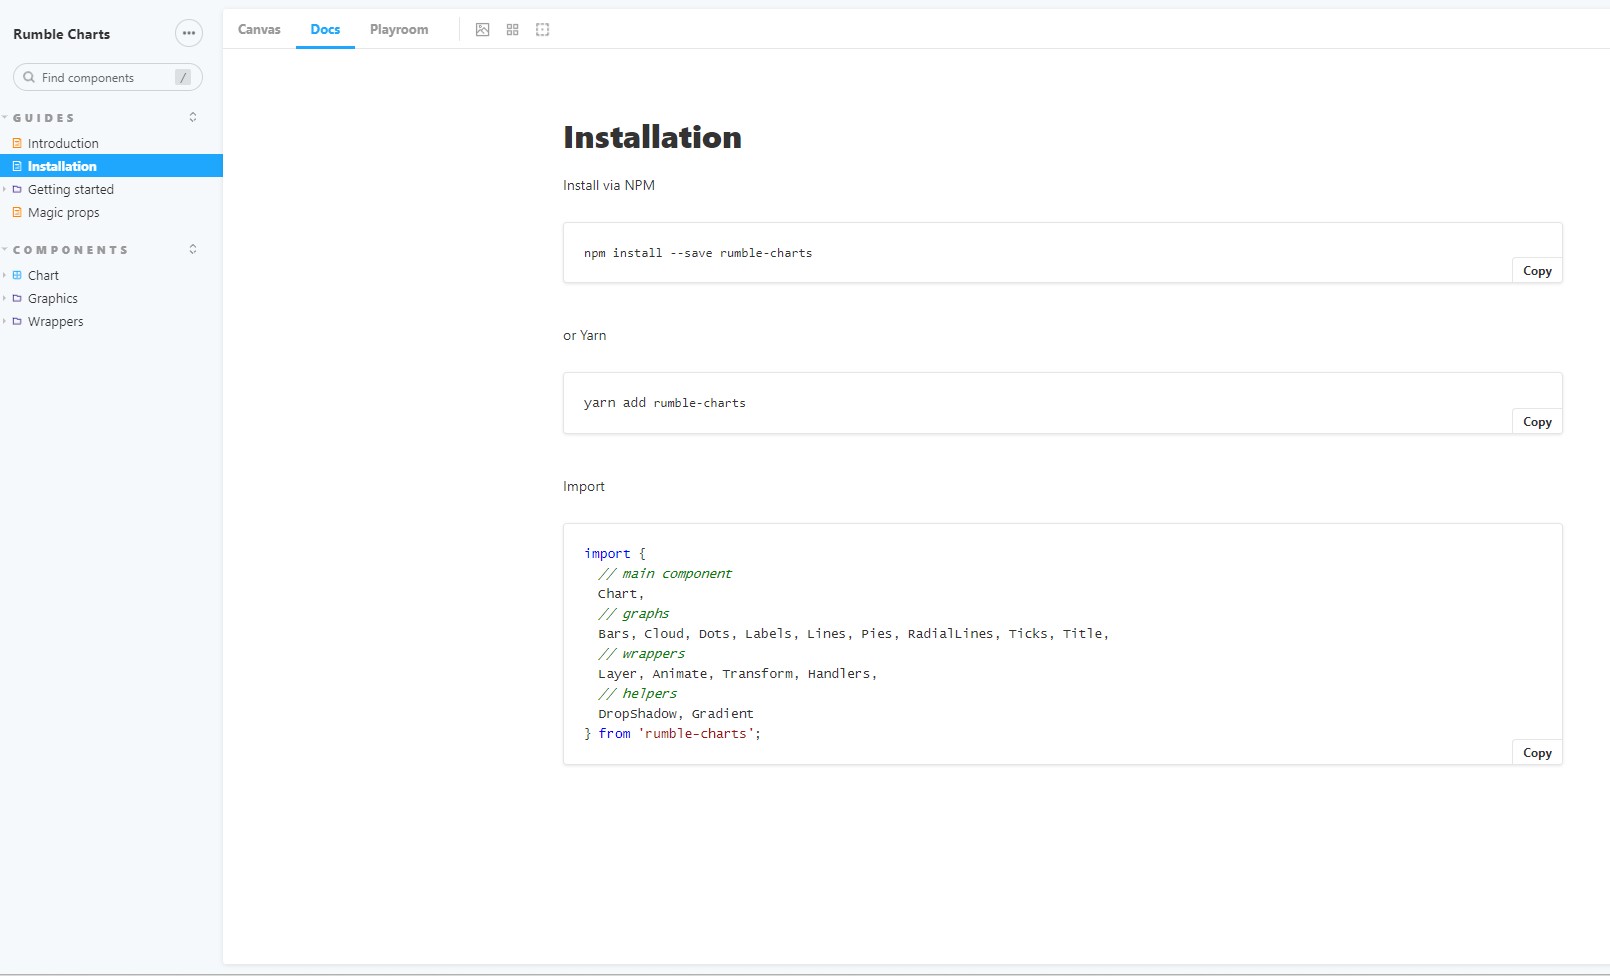 Rumble Charts
Find components /
GUIDES
Introduction
Installation
Getting started
Magic props
COMPONENTS
Chart
Graphics
Wrappers
Canvas Docs Playroom
Installation
Install via NPM
npm install --save rumble-charts
Copy
or Yarn
yarn add rumble-charts
Copy
Import
import {
  // main component
  Chart,
  // graphs
  Bars, Cloud, Dots, Labels, Lines, Pies, RadialLines, Ticks, Title,
  // wrappers
  Layer, Animate, Transform, Handlers,
  // helpers
  DropShadow, Gradient
} from 'rumble-charts';
Copy